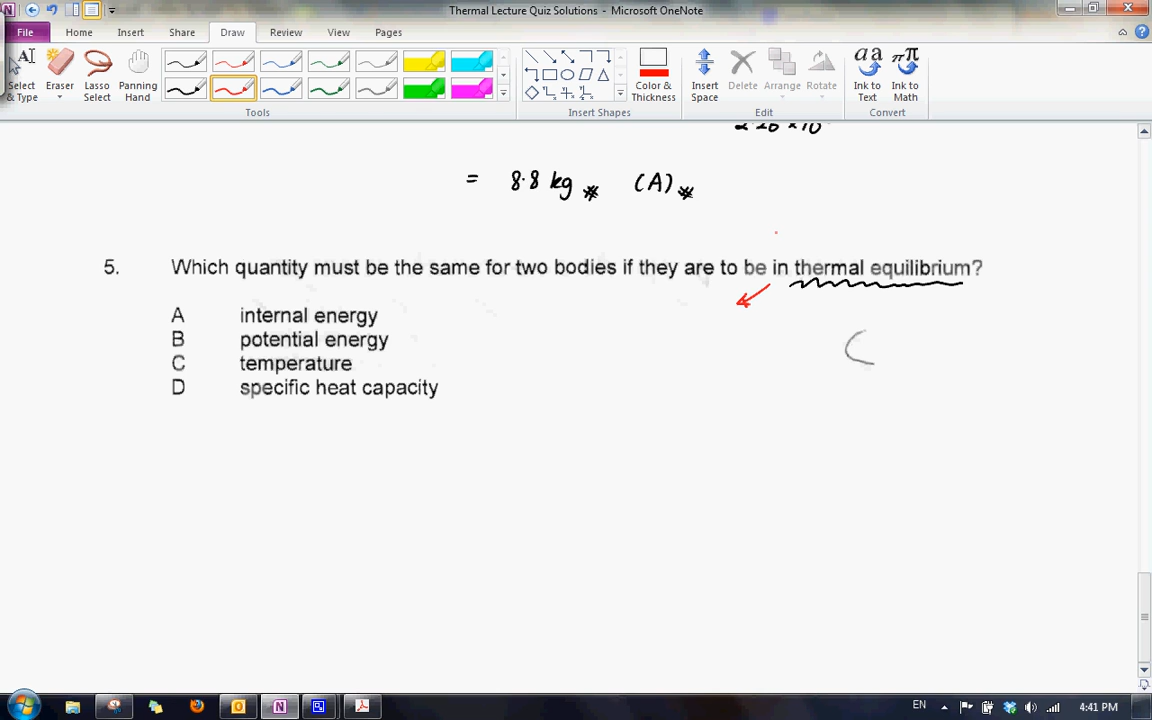 Thermal Lecture Quiz Solutions - Microsoft OneNote
File Home Insert Share Draw Review View Pages
Select & Type
Eraser
Lasso Select
Panning Hand
Color & Thickness
Insert Space
Delete
Arrange
Rotate
Ink to Text
Ink to Math
Tools Insert Shapes Edit Convert
= 8.8 kg * (A) *
5. Which quantity must be the same for two bodies if they are to be in thermal equilibrium?
A internal energy
B potential energy
C temperature
D specific heat capacity
C
EN 4:41 PM